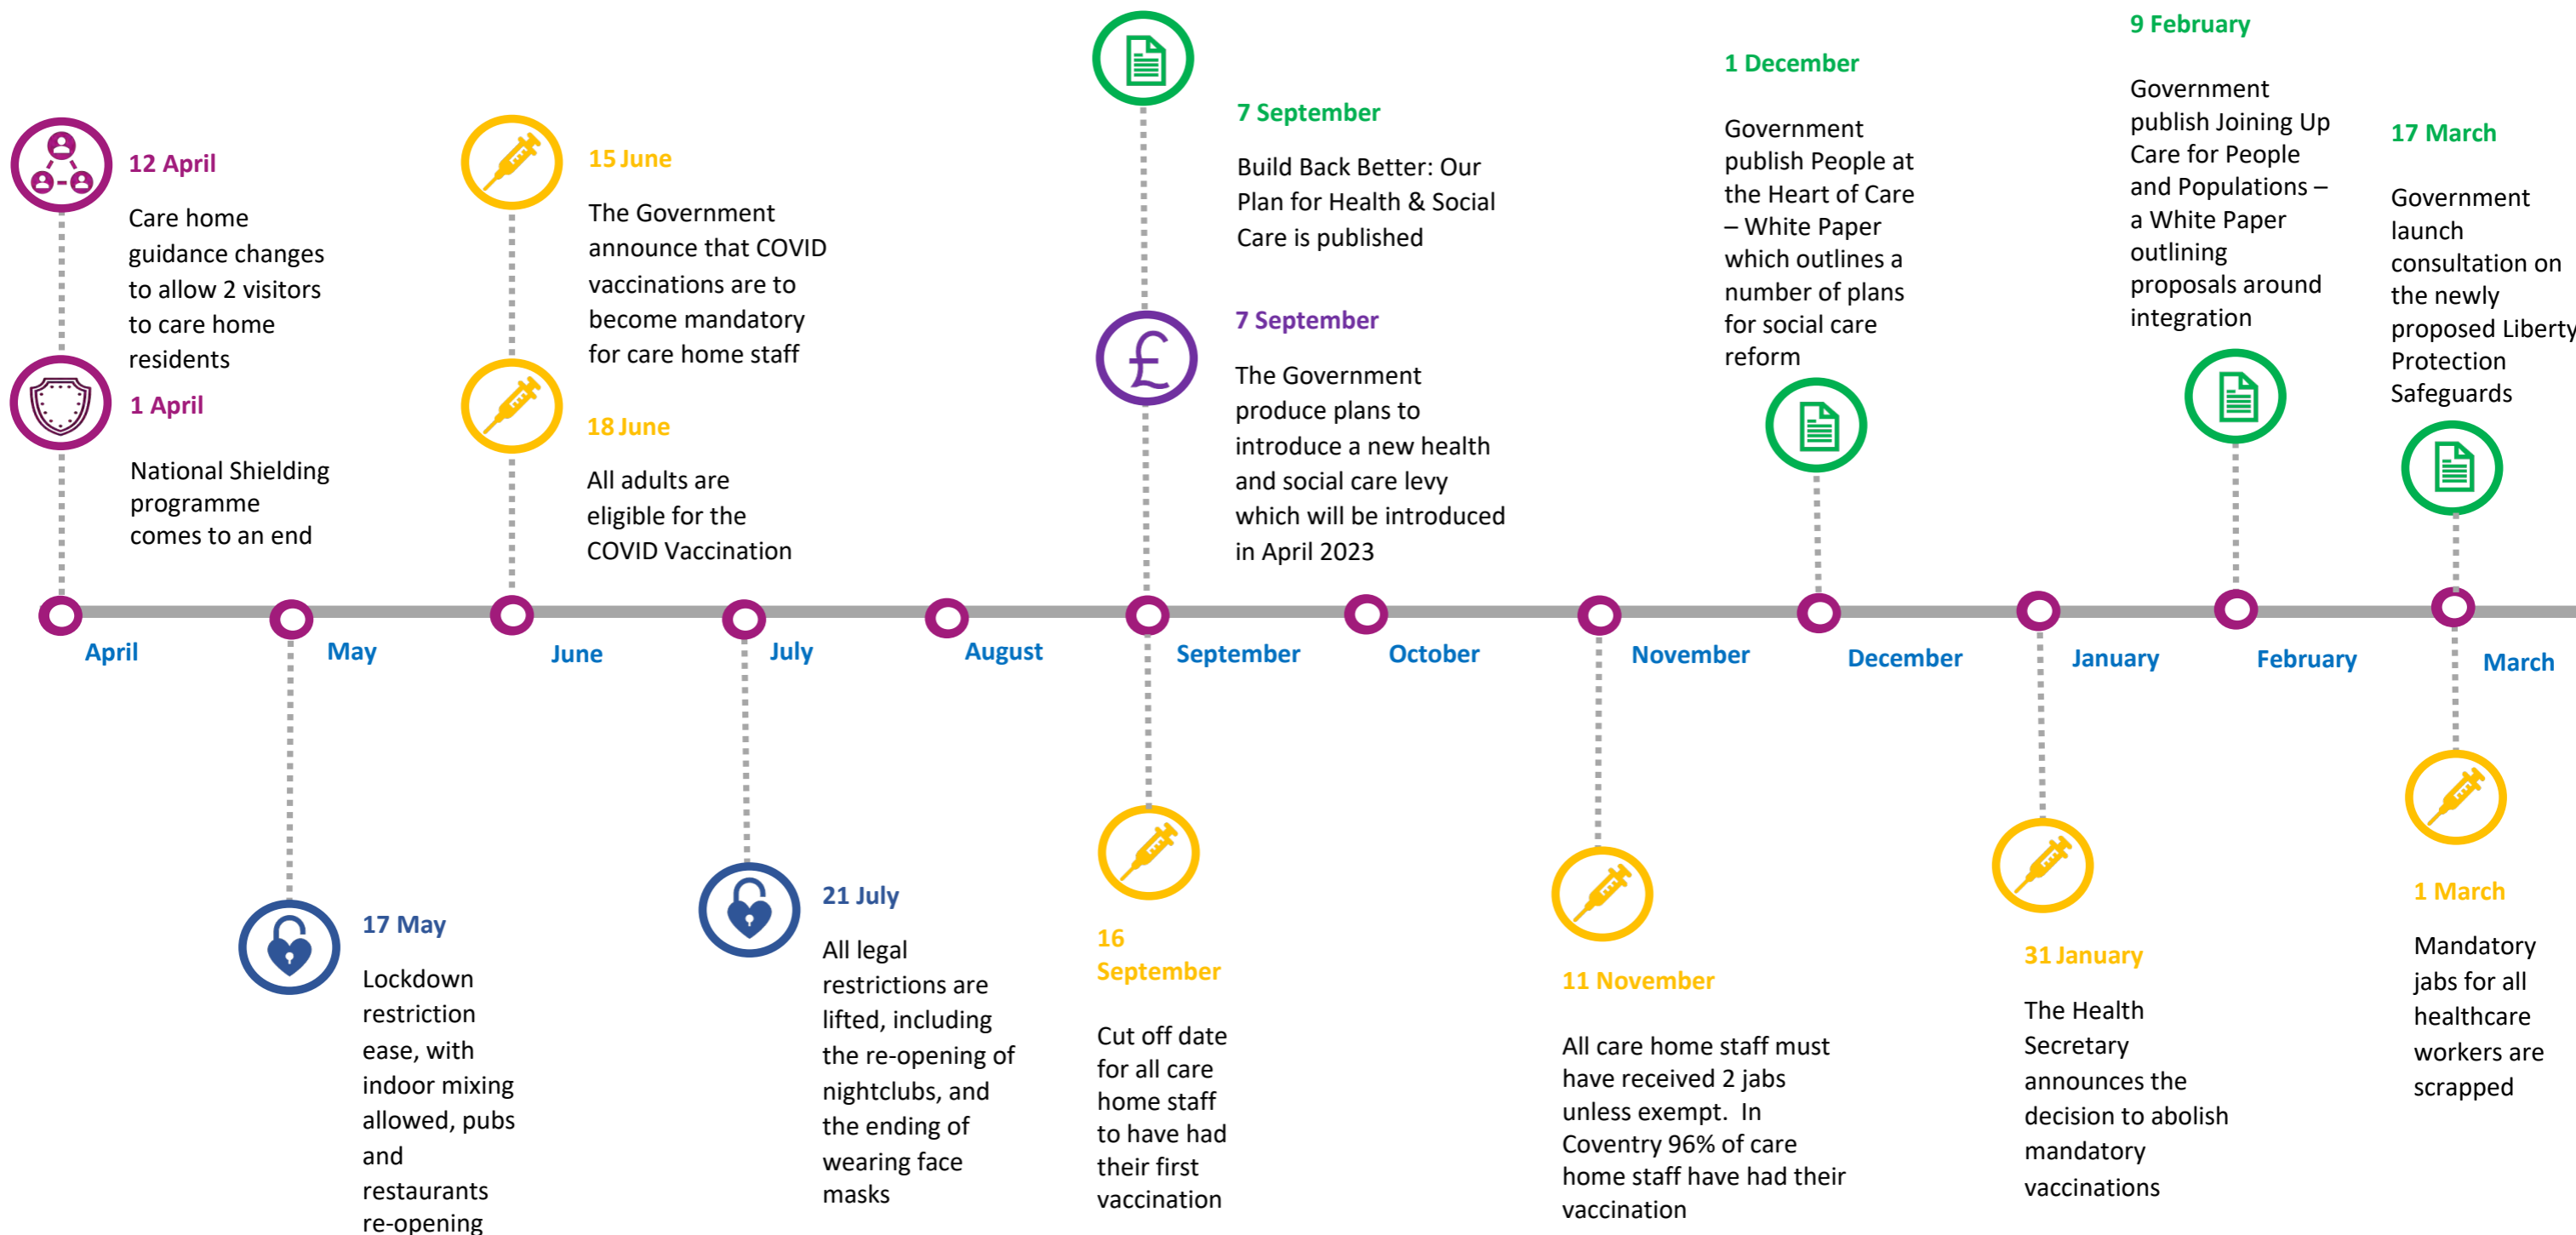 12 April
Care home
guidance changes
to allow 2 visitors
to care home
residents
1 April
National Shielding
programme
comes to an end
15 June
The Government
announce that COVID
vaccinations are to
become mandatory
for care home staff
18 June
All adults are
eligible for the
COVID Vaccination
7 September
Build Back Better: Our
Plan for Health & Social
Care is published
£
7 September
The Government
produce plans to
introduce a new health
and social care levy
which will be introduced
in April 2023
1 December
Government
publish People at
the Heart of Care
– White Paper
which outlines a
number of plans
for social care
reform
9 February
Government
publish Joining Up
Care for People
and Populations –
a White Paper
outlining
proposals around
integration
17 March
Government
launch
consultation on
the newly
proposed Liberty
Protection
Safeguards
April
May
June
July
August
September
October
November
December
January
February
March
17 May
Lockdown
restriction
ease, with
indoor mixing
allowed, pubs
and
restaurants
re-opening
21 July
All legal
restrictions are
lifted, including
the re-opening of
nightclubs, and
the ending of
wearing face
masks
16
September
Cut off date
for all care
home staff
to have had
their first
vaccination
11 November
All care home staff must
have received 2 jabs
unless exempt.  In
Coventry 96% of care
home staff have had their
vaccination
31 January
The Health
Secretary
announces the
decision to abolish
mandatory
vaccinations
1 March
Mandatory
jabs for all
healthcare
workers are
scrapped